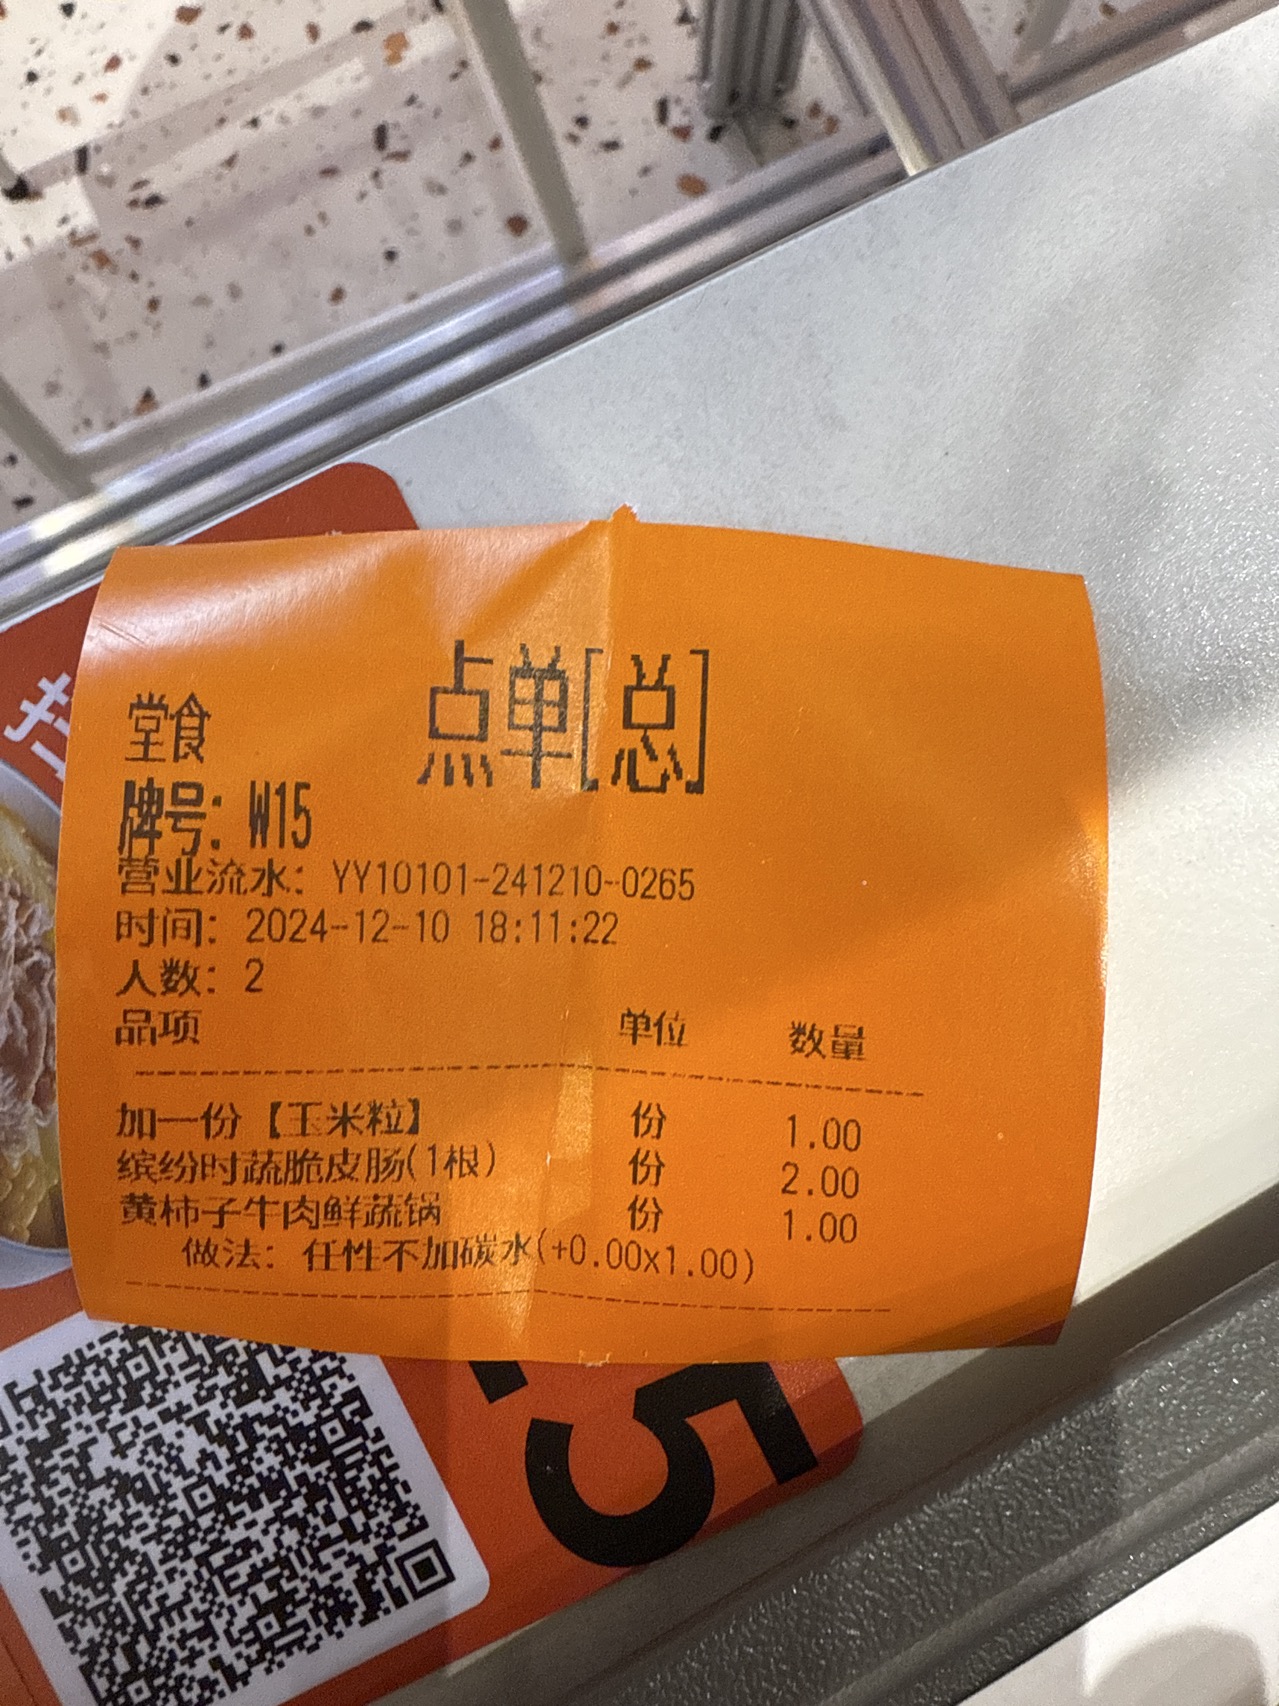 点单[总]
堂食
牌号: W15
营业流水: YY10101-241210-0265
时间: 2024-12-10 18:11:22
人数: 2
品项 单位 数量
加一份【玉米粒】 份 1.00
缤纷时蔬脆皮肠(1根) 份 2.00
黄柿子牛肉鲜蔬锅 份 1.00
做法: 任性不加碳水(+0.00x1.00)
5